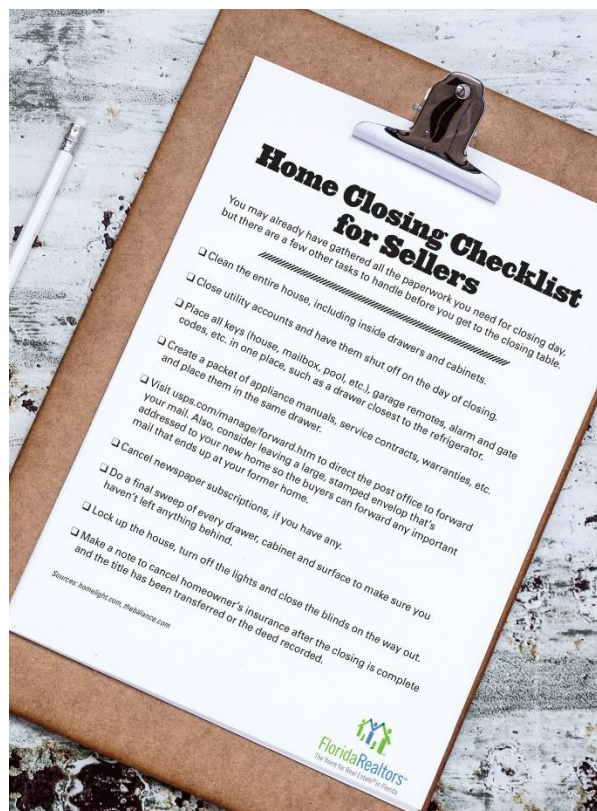 Home Closing Checklist
for Sellers
You may already have gathered all the paperwork you need for closing day.
but there are a few other tasks to handle before you get to the closing table.
❏ Clean the entire house, including inside drawers and cabinets.
❏ Close utility accounts and have them shut off on the day of closing.
❏ Place all keys (house, mailbox, pool, etc.), garage remotes, alarm and gate
codes, etc. in one place, such as a drawer closest to the refrigerator.
❏ Create a packet of appliance manuals, service contracts, warranties, etc.
and place them in the same drawer.
❏ Visit usps.com/manage/forward.htm to direct the post office to forward
your mail. Also, consider leaving a large, stamped envelop that's
addressed to your new home so the buyers can forward any important
mail that ends up at your former home.
❏ Cancel newspaper subscriptions, if you have any.
❏ Do a final sweep of every drawer, cabinet and surface to make sure you
haven't left anything behind.
❏ Lock up the house, turn off the lights and close the blinds on the way out.
❏ Make a note to cancel homeowner's insurance after the closing is complete
and the title has been transferred or the deed recorded.
Sources: homelight.com, thebalance.com
FloridaRealtors®
The Voice for Real Estate® in Florida